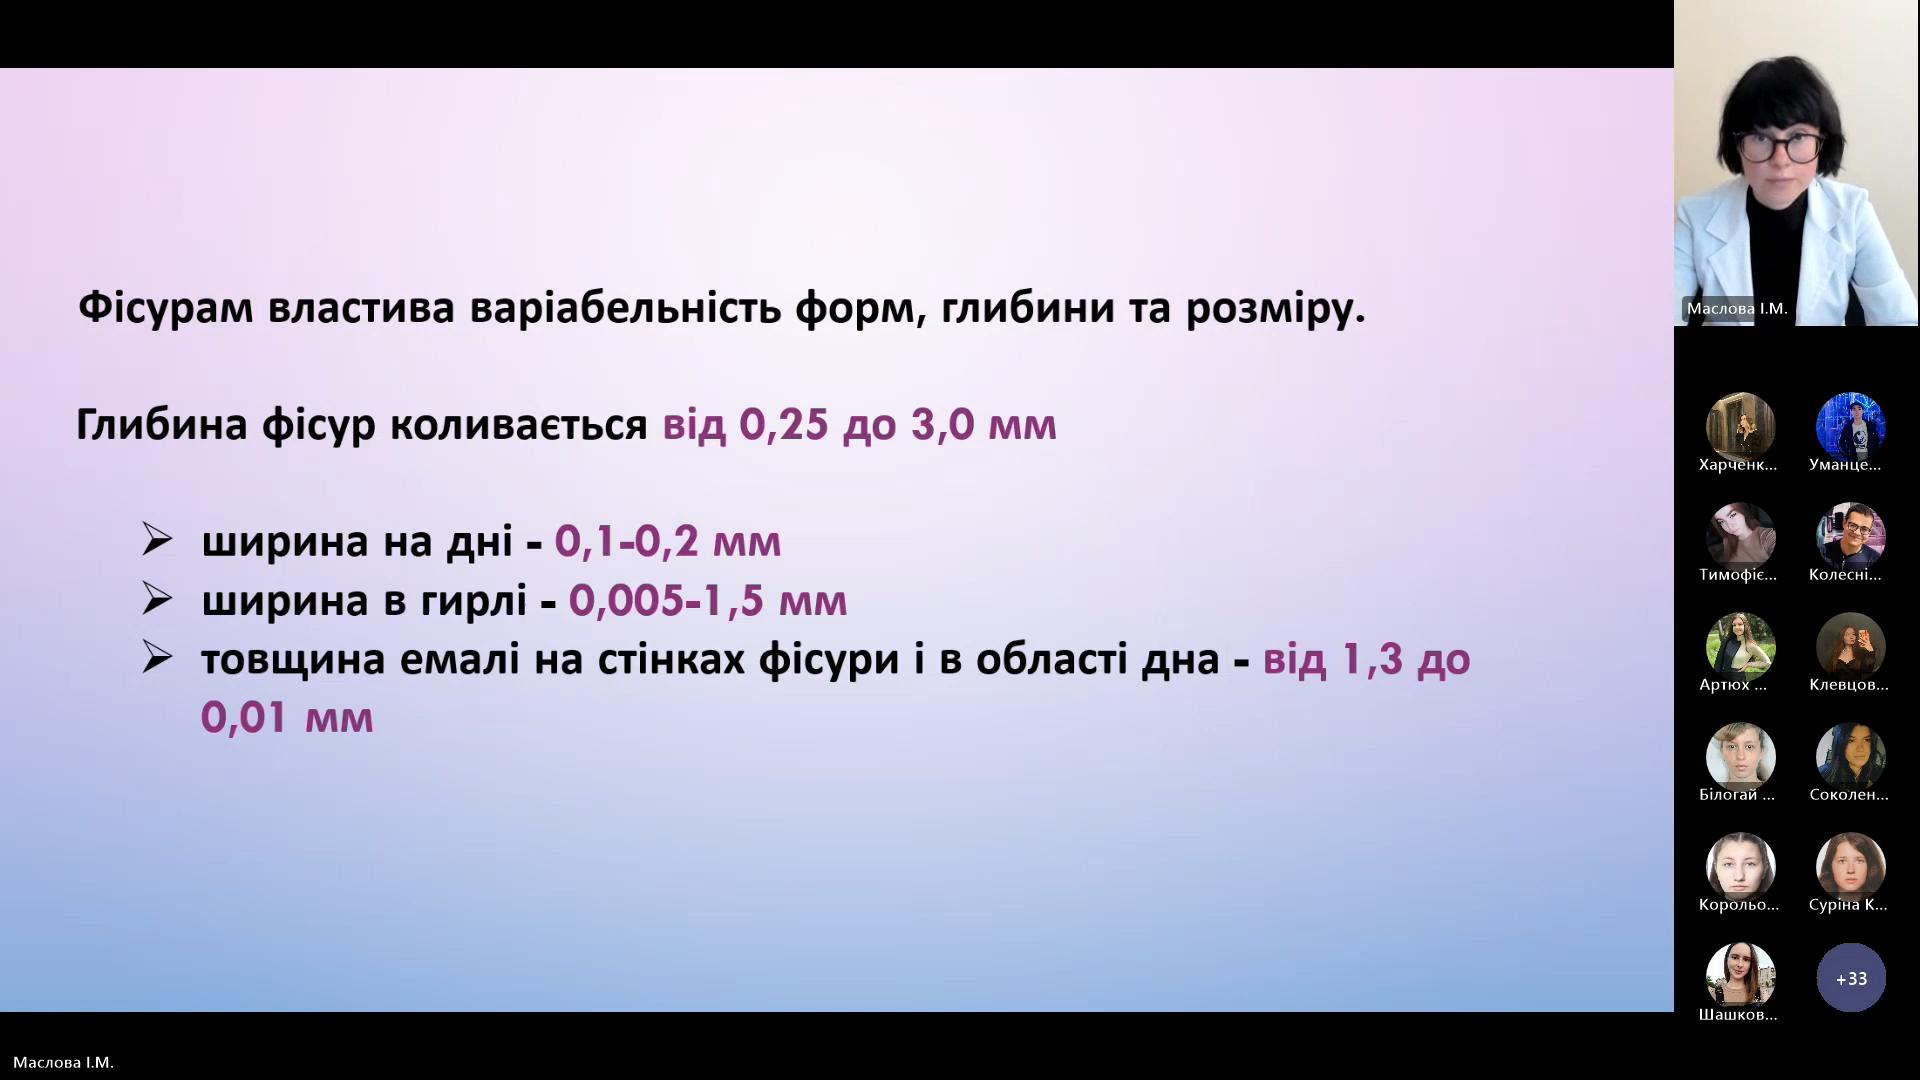 Фісурам властива варіабельність форм, глибини та розміру.
Глибина фісур коливається від 0,25 до 3,0 мм
ширина на дні - 0,1-0,2 мм
ширина в гирлі - 0,005-1,5 мм
товщина емалі на стінках фісури і в області дна - від 1,3 до
0,01 мм
Маслова І.М.
Харченк...
Уманце...
Тимофіє...
Колесні...
Артюх ...
Клевцов...
Білогай ...
Соколен...
Корольо...
Суріна К...
Шашков...
+33
Маслова І.М.